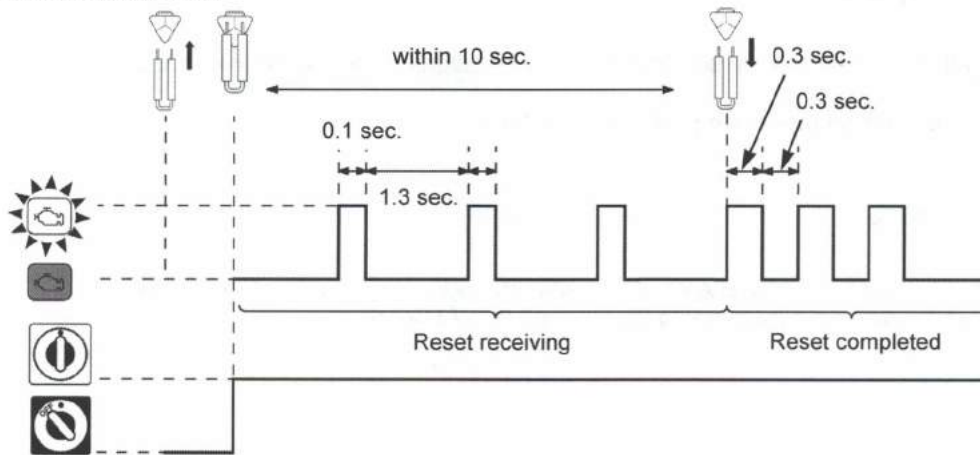 within 10 sec.
0.3 sec.
0.3 sec.
0.1 sec.
1.3 sec.
Reset receiving
Reset completed
OFF